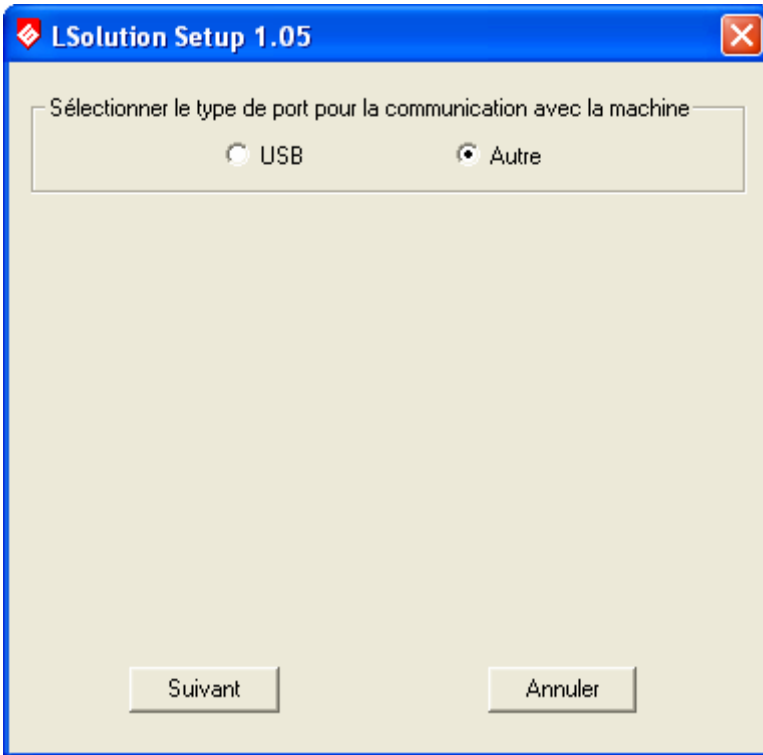 LSolution Setup 1.05
Sélectionner le type de port pour la communication avec la machine
USB Autre
Suivant Annuler